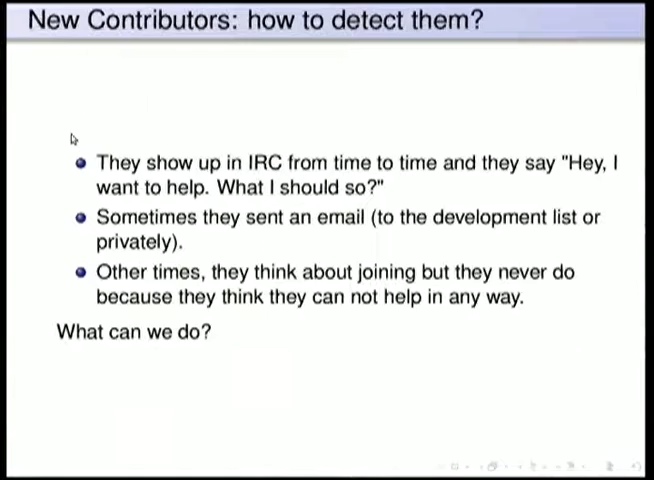 New Contributors: how to detect them?
They show up in IRC from time to time and they say "Hey, I
want to help. What I should so?"
Sometimes they sent an email (to the development list or
privately).
Other times, they think about joining but they never do
because they think they can not help in any way.
What can we do?